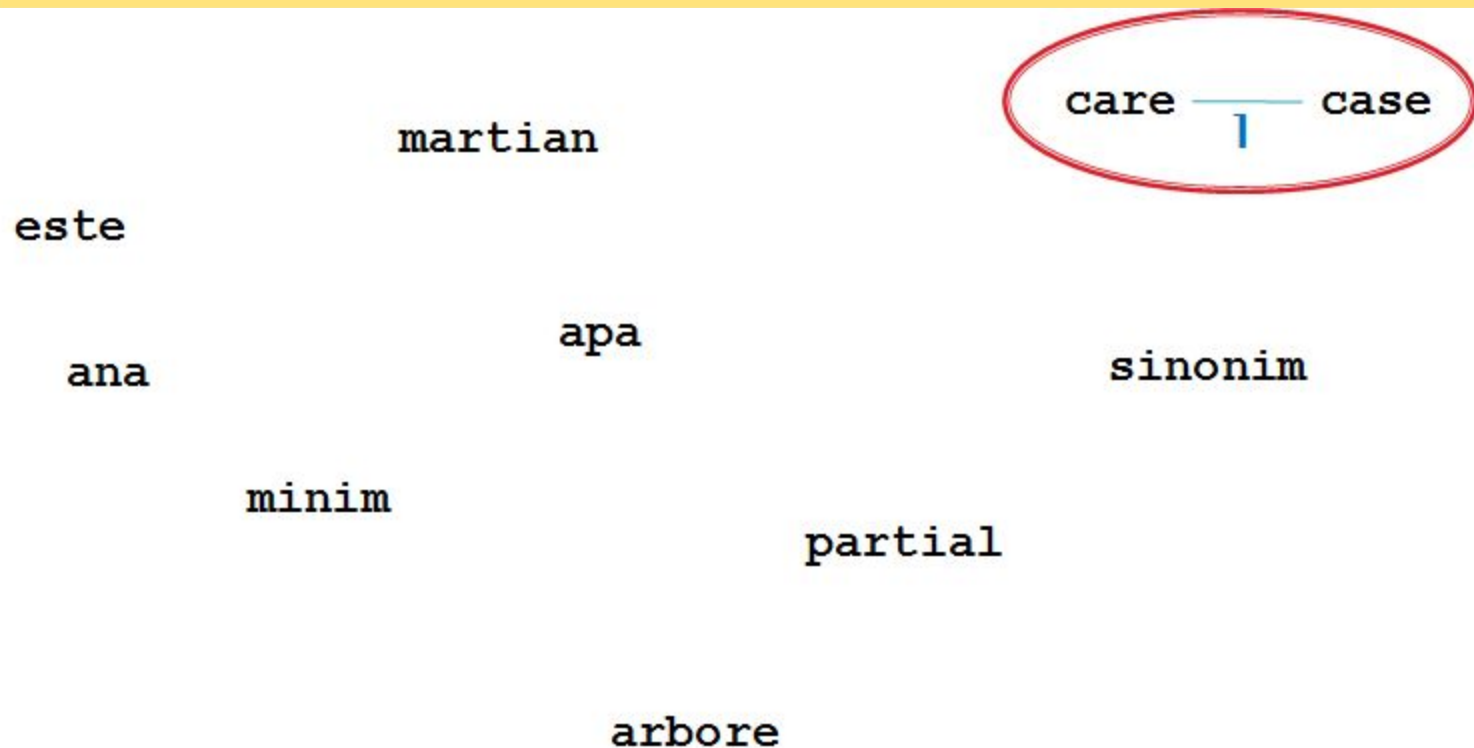 care case
1
martian
este
apa
sinonim
ana
minim
partial
arbore